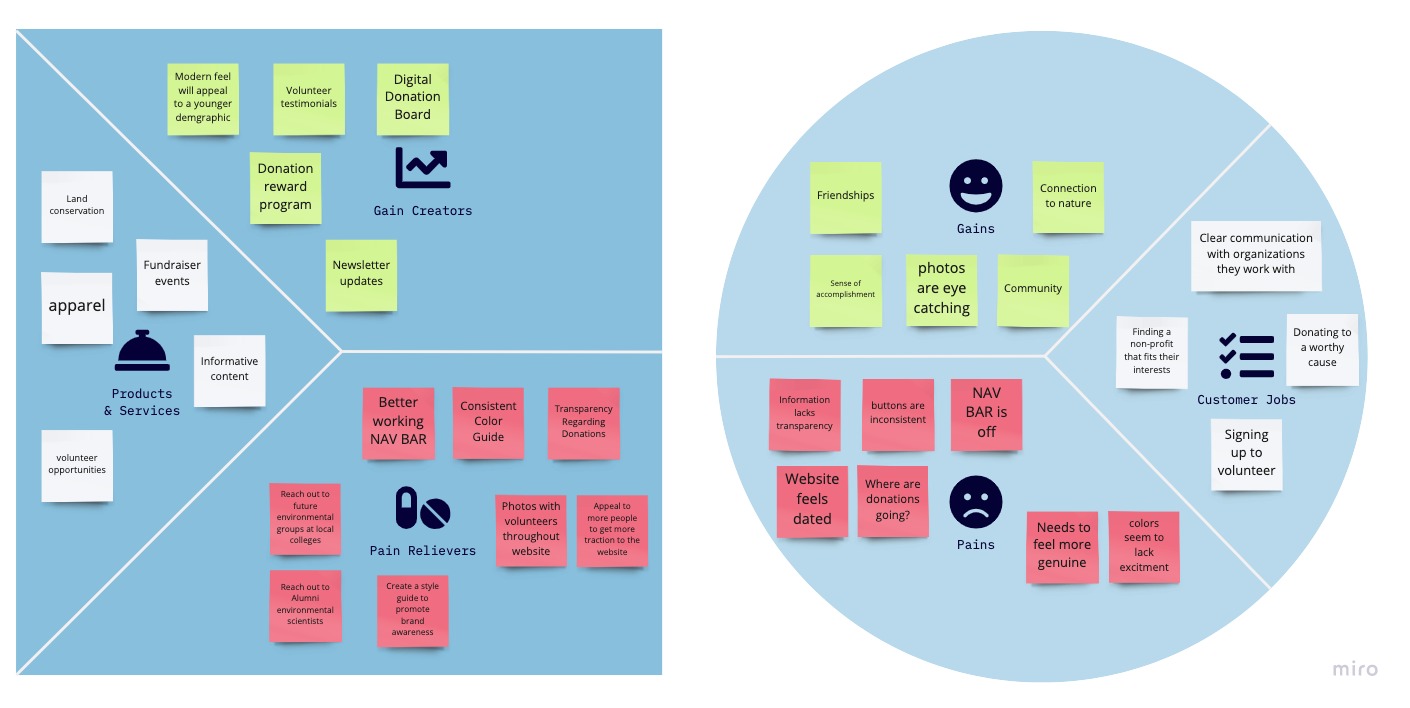 Modern feel
will appeal
to a younger
demgraphic
Volunteer
testimonials
Digital
Donation
Board
Donation
reward
program
Gain Creators
Newsletter
updates
Land
conservation
Fundraiser
events
apparel
Informative
content
Products
& Services
volunteer
opportunities
Better
working
NAV BAR
Consistent
Color
Guide
Transparency
Regarding
Donations
Reach out to
future
environmental
groups at local
colleges
Photos with
volunteers
throughout
website
Appeal to
more people
to get more
traction to the
website
Pain Relievers
Reach out to
Alumni
environmental
scientists
Create a style
guide to
promote
brand
awareness
Friendships
Gains
Connection
to nature
Sense of
accomplishment
photos
are eye
catching
Community
Clear communication
with organizations
they work with
Finding a
non-profit
that fits their
interests
Donating to
a worthy
cause
Customer Jobs
Signing
up to
volunteer
Information
lacks
transparency
buttons are
inconsistent
NAV
BAR is
off
Website
feels
dated
Where are
donations
going?
Pains
Needs to
feel more
genuine
colors
seem to
lack
excitment
miro